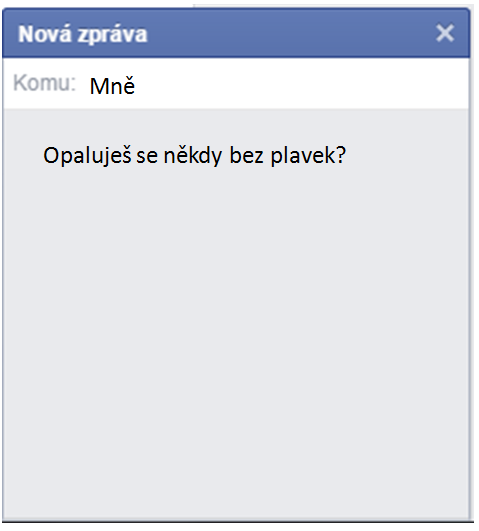 Nová zpráva
Komu: Mně
Opaluješ se někdy bez plavek?